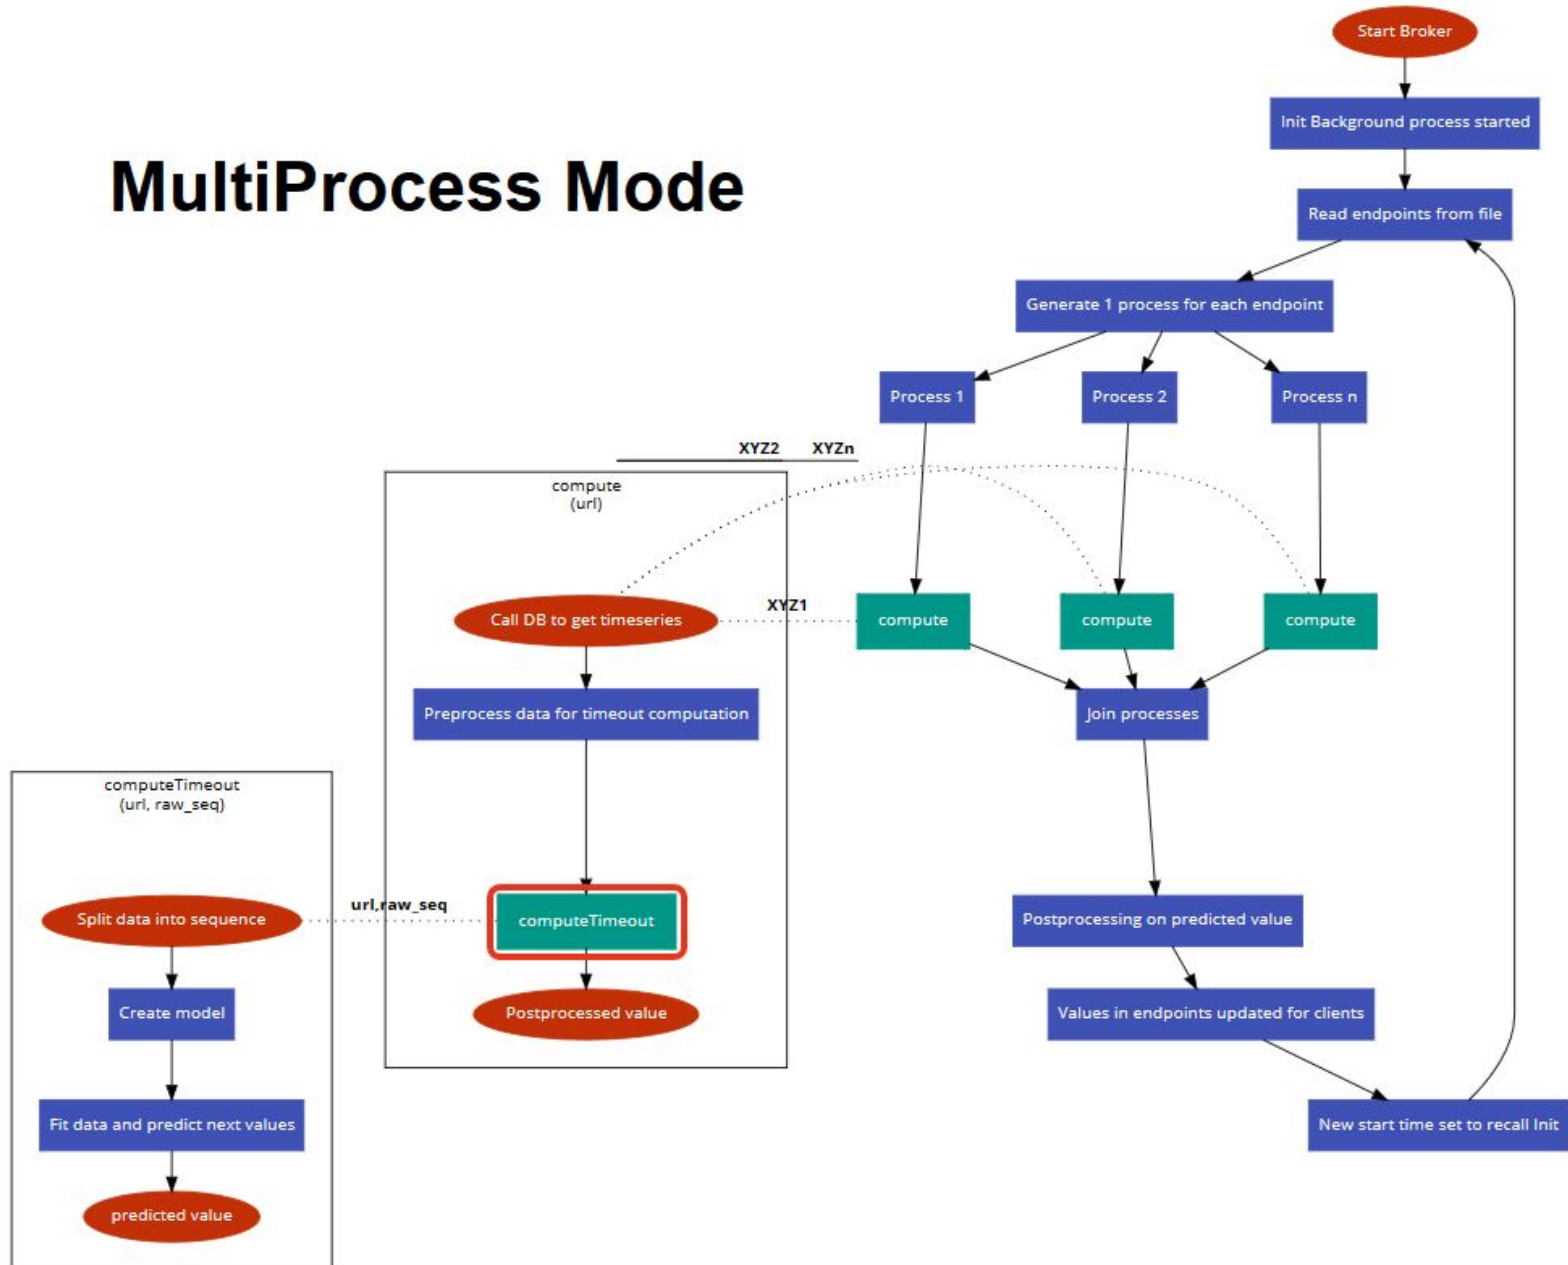 MultiProcess Mode
Start Broker
Init Background process started
Read endpoints from file
Generate 1 process for each endpoint
Process 1
Process 2
Process n
XYZ2
XYZn
compute
(url)
Call DB to get timeseries
XYZ1
compute
compute
compute
Preprocess data for timeout computation
Join processes
computeTimeout
(url, raw_seq)
Split data into sequence
url,raw_seq
computeTimeout
Postprocessing on predicted value
Create model
Postprocessed value
Values in endpoints updated for clients
Fit data and predict next values
New start time set to recall Init
predicted value